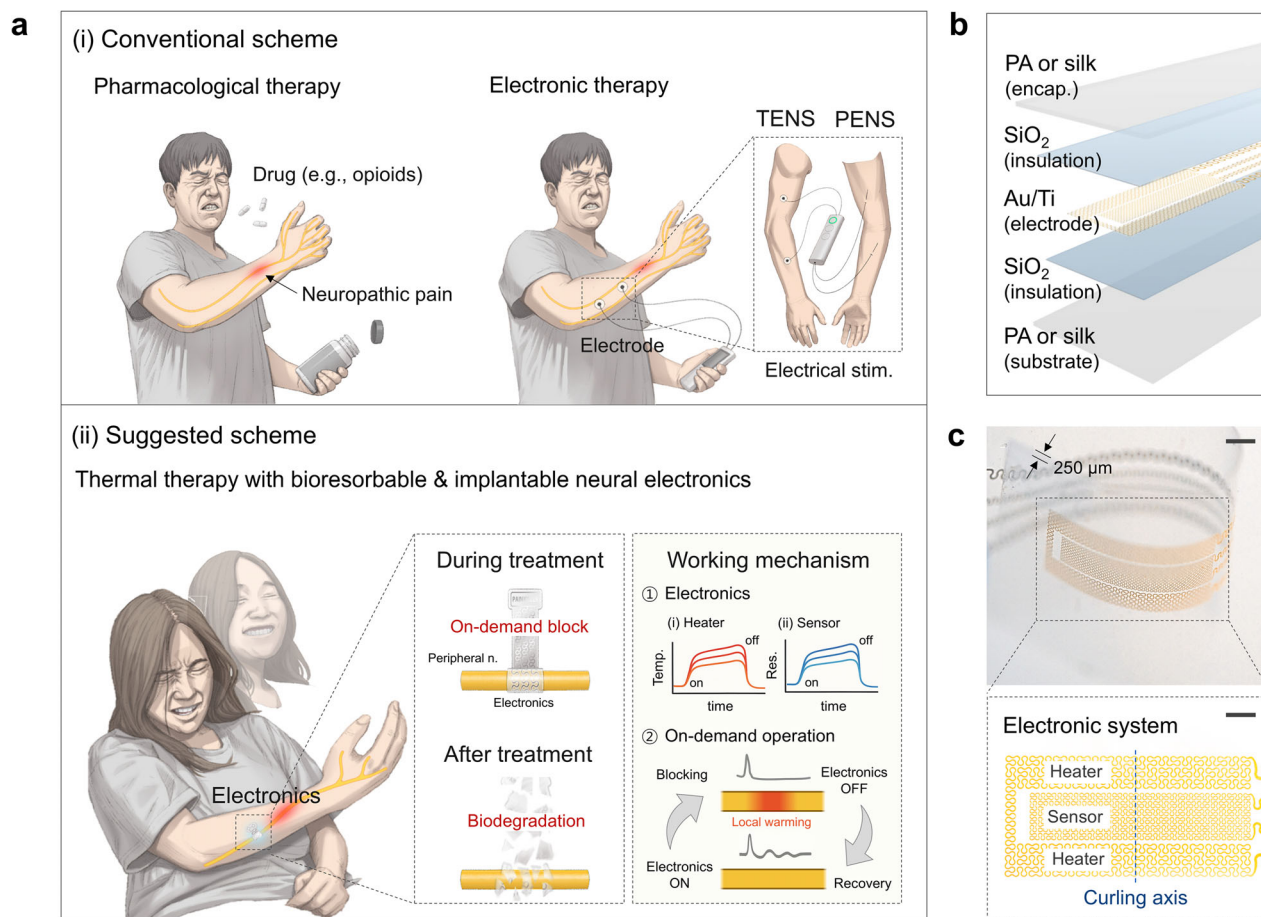 a
(i) Conventional scheme
Pharmacological therapy
Drug (e.g., opioids)
Neuropathic pain
Electronic therapy
TENS PENS
Electrode
Electrical stim.
(ii) Suggested scheme
Thermal therapy with bioresorbable & implantable neural electronics
Electronics
During treatment
On-demand block
Peripheral n.
Electronics
After treatment
Biodegradation
Working mechanism
① Electronics
(i) Heater
Temp.
on
off
time
(ii) Sensor
Res.
on
off
time
② On-demand operation
Blocking
Electronics
OFF
Local warming
Electronics
ON
Recovery
b
PA or silk
(encap.)
SiO2
(insulation)
Au/Ti
(electrode)
SiO2
(insulation)
PA or silk
(substrate)
c
250 µm
Electronic system
Heater
Sensor
Heater
Curling axis